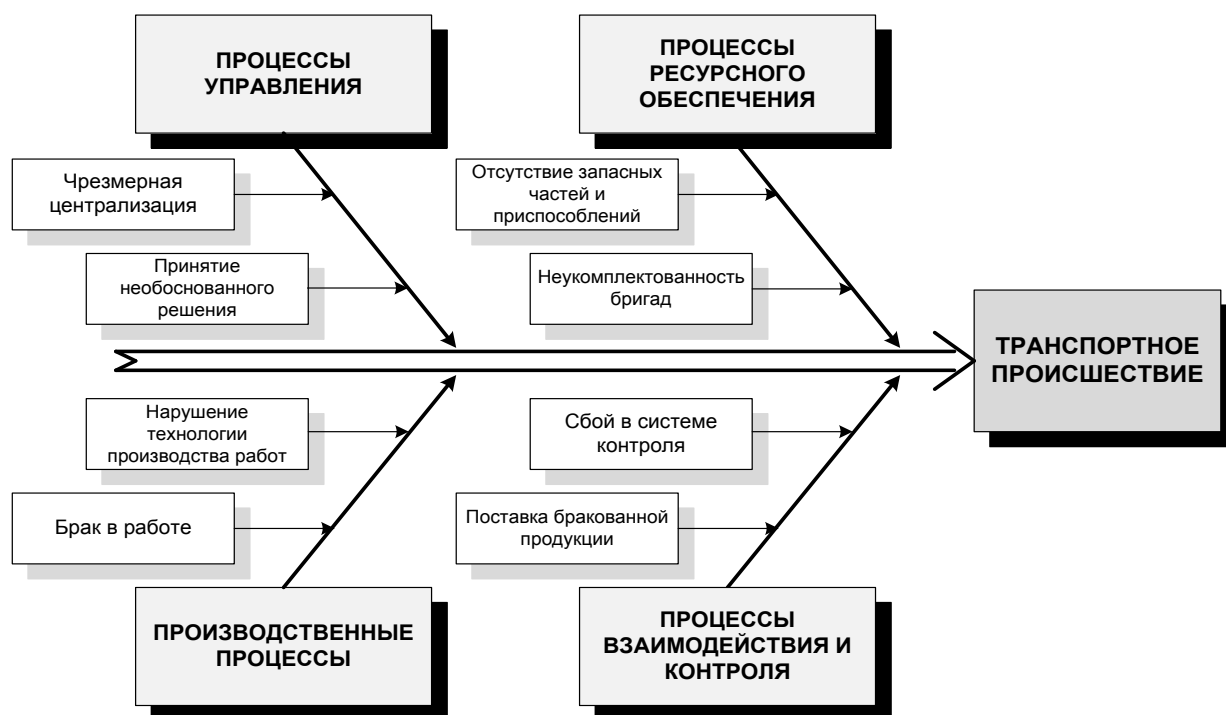 ПРОЦЕССЫ
УПРАВЛЕНИЯ
ПРОЦЕССЫ
РЕСУРСНОГО
ОБЕСПЕЧЕНИЯ
Чрезмерная
централизация
Отсутствие запасных
частей и
приспособлений
Принятие
необоснованного
решения
Неукомплектованность
бригад
ТРАНСПОРТНОЕ
ПРОИСШЕСТВИЕ
Нарушение
технологии
производства работ
Сбой в системе
контроля
Брак в работе
Поставка бракованной
продукции
ПРОИЗВОДСТВЕННЫЕ
ПРОЦЕССЫ
ПРОЦЕССЫ
ВЗАИМОДЕЙСТВИЯ И
КОНТРОЛЯ